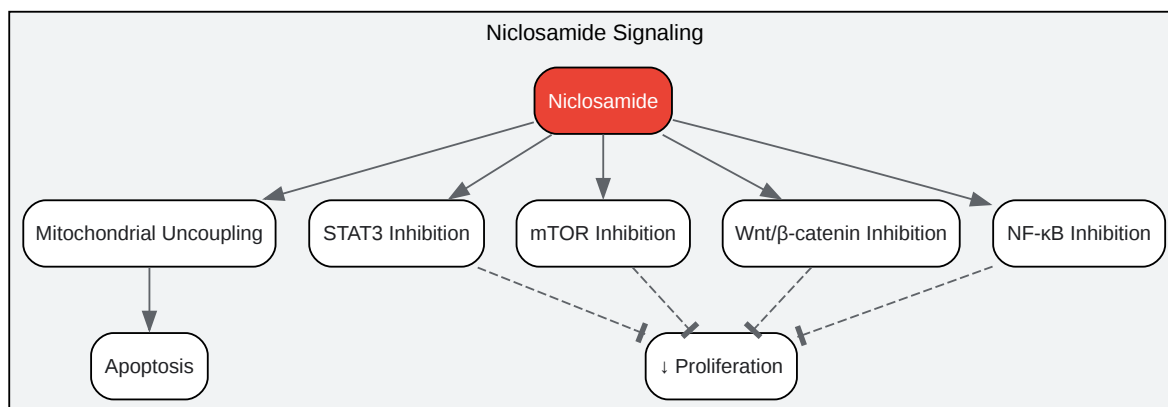 Niclosamide Signaling
Niclosamide
Mitochondrial Uncoupling
STAT3 Inhibition
mTOR Inhibition
Wnt/β-catenin Inhibition
NF-κB Inhibition
Apoptosis
↓ Proliferation